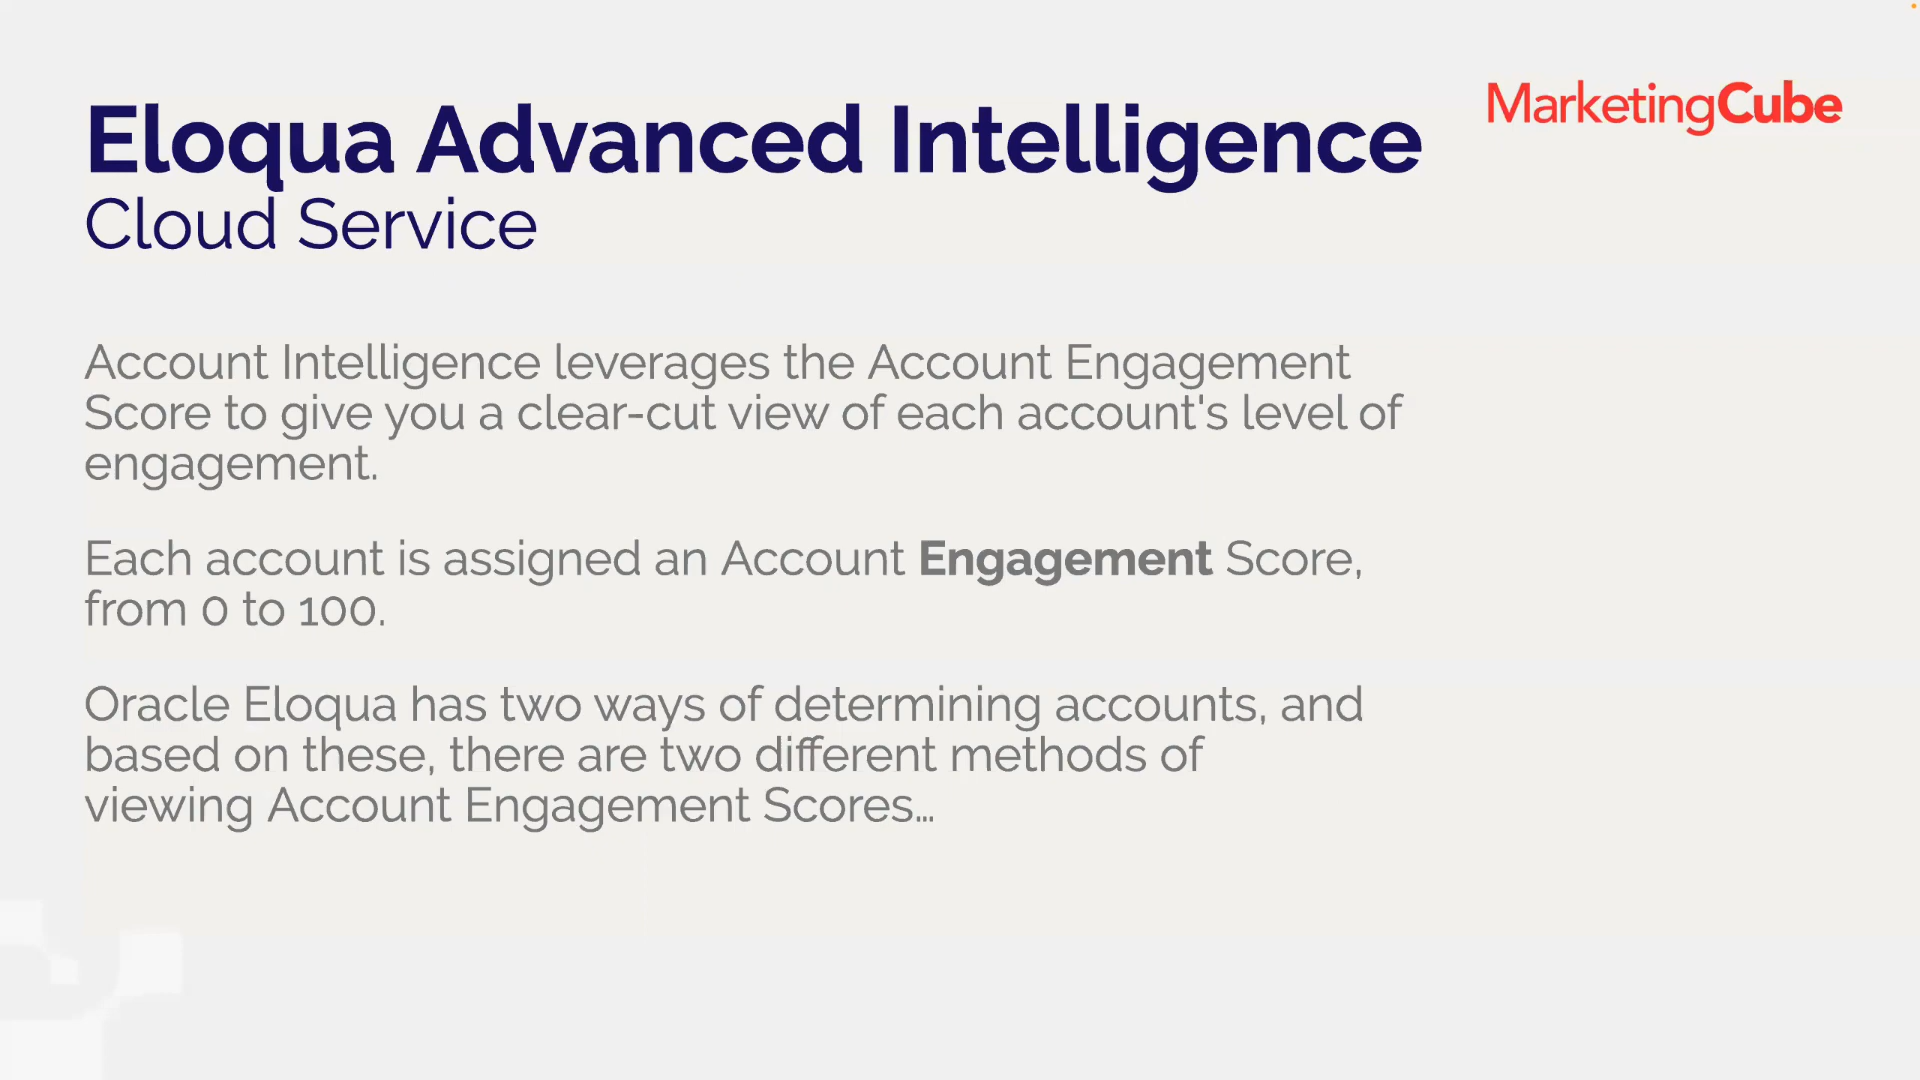 Eloqua Advanced Intelligence
MarketingCube
Cloud Service
Account Intelligence leverages the Account Engagement
Score to give you a clear-cut view of each account's level of
engagement.
Each account is assigned an Account Engagement Score,
from 0 to 100.
Oracle Eloqua has two ways of determining accounts, and
based on these, there are two different methods of
viewing Account Engagement Scores...